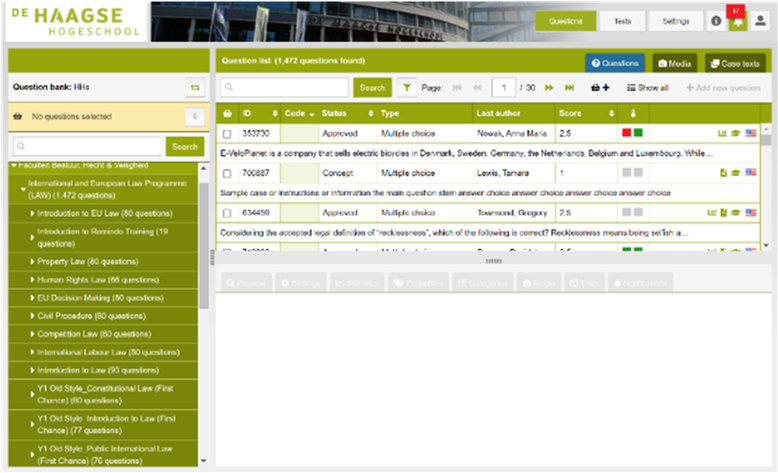 DE HAAGSE
HOGESCHOOL
Questions Tests Settings
Question list (1,472 questions found) Questions Media Case texts
Question bank: HHs
Search Page: 1 / 30 Show all Add new question
No questions selected
Search
ID Code Status Type Last author Score
Faculteit Bestuur, Recht & Veiligheid
International and European Law Programme
(LAW) (1,472 questions)
Introduction to EU Law (80 questions)
Introduction to Remindo Training (19
questions)
Property Law (80 questions)
Human Rights Law (66 questions)
EU Decision Making (80 questions)
Civil Procedure (80 questions)
Competition Law (80 questions)
International Labour Law (80 questions)
Introduction to Law (93 questions)
Y1 Old Style_Constitutional Law (First
Chance) (80 questions)
Y1 Old Style_Introduction to Law (First
Chance) (77 questions)
Y1 Old Style_Public International Law
(First Chance) (76 questions)
353730 Approved Multiple choice Nowak, Anna Maria 2.5
E-VeloPlanet is a company that sells electric bicycles in Denmark, Sweden, Germany, the Netherlands, Belgium and Luxembourg. While...
700887 Concept Multiple choice Lewis, Tamara 1
Sample case or instructions or information the main question stem answer choice answer choice answer choice answer choice
634459 Approved Multiple choice Townsend, Gregory 2.5
Considering the accepted legal definition of "recklessness", which of the following is correct? Recklessness means being selfish a...
Preview Settings Statistics Properties Categories Media Tests Notifications